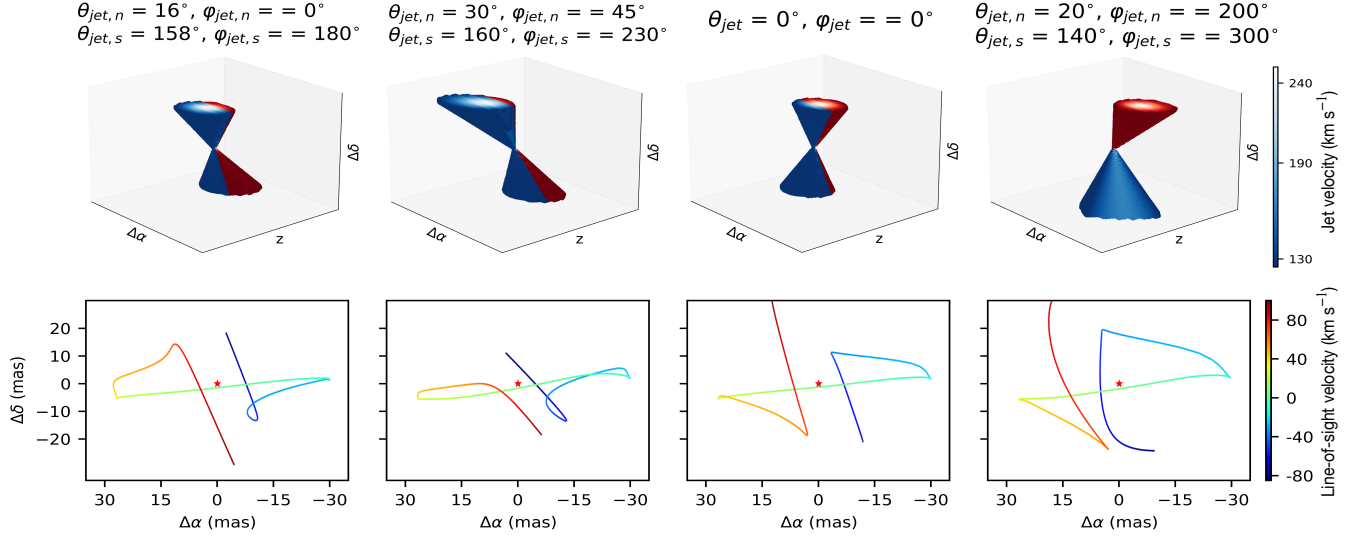 θjet,n = 16°, φjet,n = = 0°
θjet,s = 158°, φjet,s = = 180°
θjet,n = 30°, φjet,n = = 45°
θjet,s = 160°, φjet,s = = 230°
θjet = 0°, φjet = = 0°
θjet,n = 20°, φjet,n = = 200°
θjet,s = 140°, φjet,s = = 300°
Δα
z
Δδ
Δα
z
Δδ
Δα
z
Δδ
Δα
z
Δδ
240
190
130
Jet velocity (km s⁻¹)
20
10
0
−10
−20
Δδ (mas)
30 15 0 −15 −30
Δα (mas)
30 15 0 −15 −30
Δα (mas)
30 15 0 −15 −30
Δα (mas)
30 15 0 −15 −30
Δα (mas)
80
40
0
-40
-80
Line-of-sight velocity (km s⁻¹)